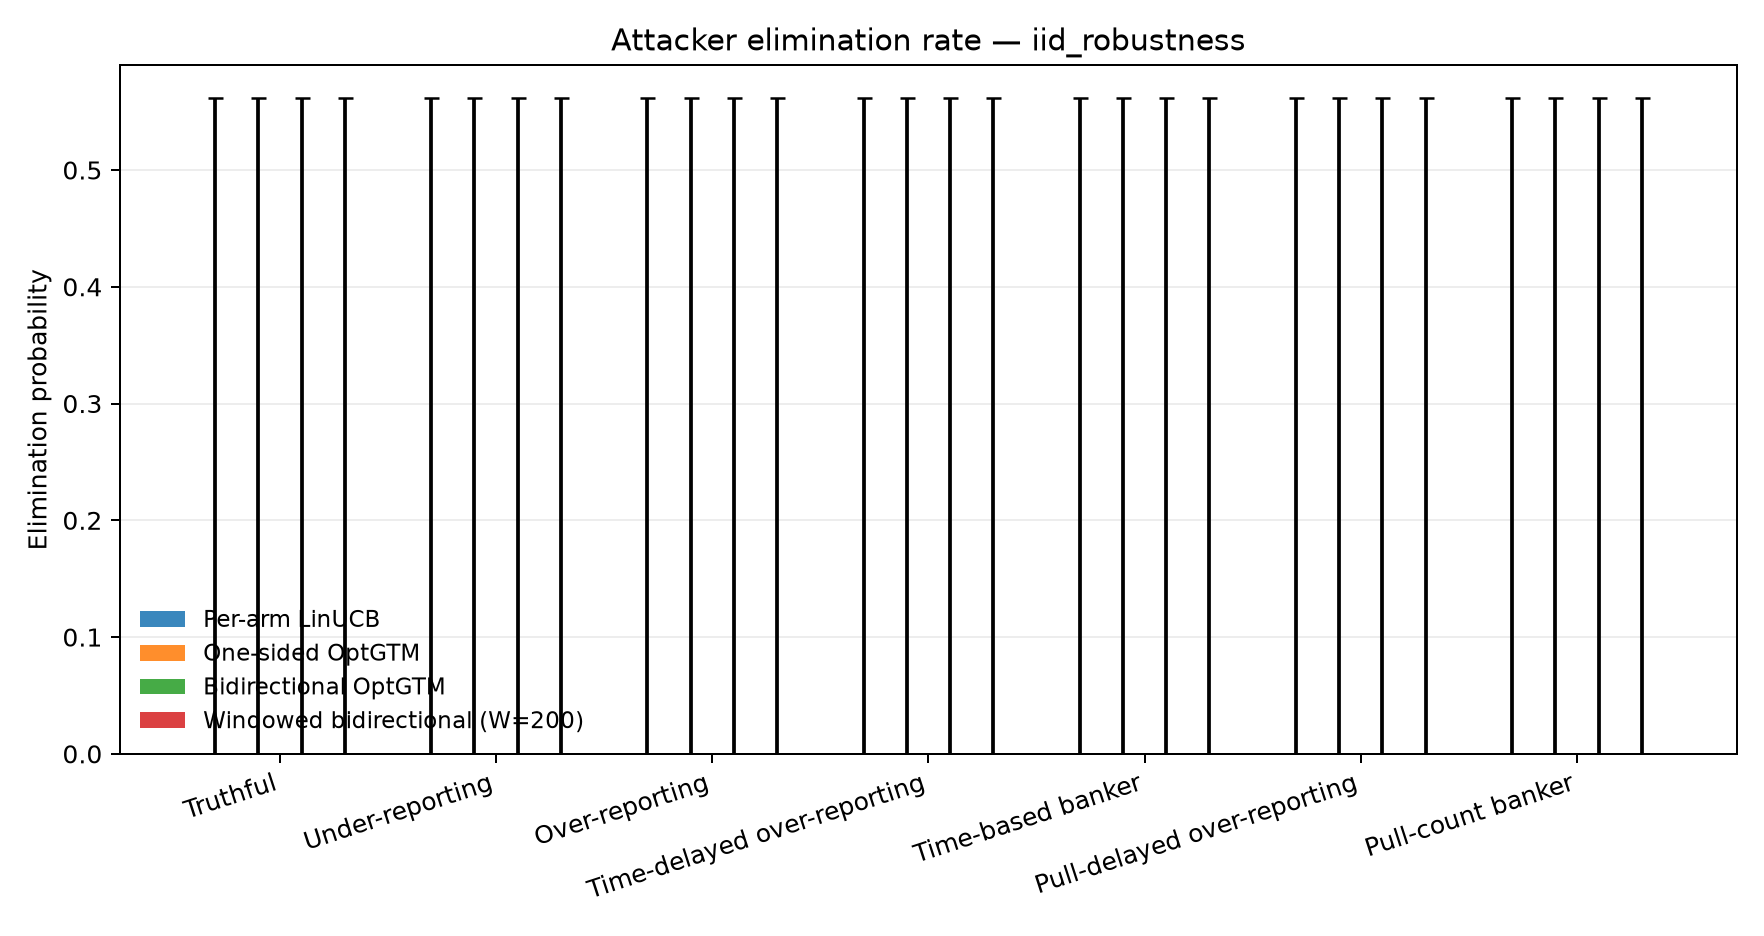 Attacker elimination rate — iid_robustness
Elimination probability
0.5
0.4
0.3
0.2
0.1
0.0
Per-arm LinUCB
One-sided OptGTM
Bidirectional OptGTM
Windowed bidirectional (W=200)
Truthful
Under-reporting
Over-reporting
Time-delayed over-reporting
Time-based banker
Pull-delayed over-reporting
Pull-count banker